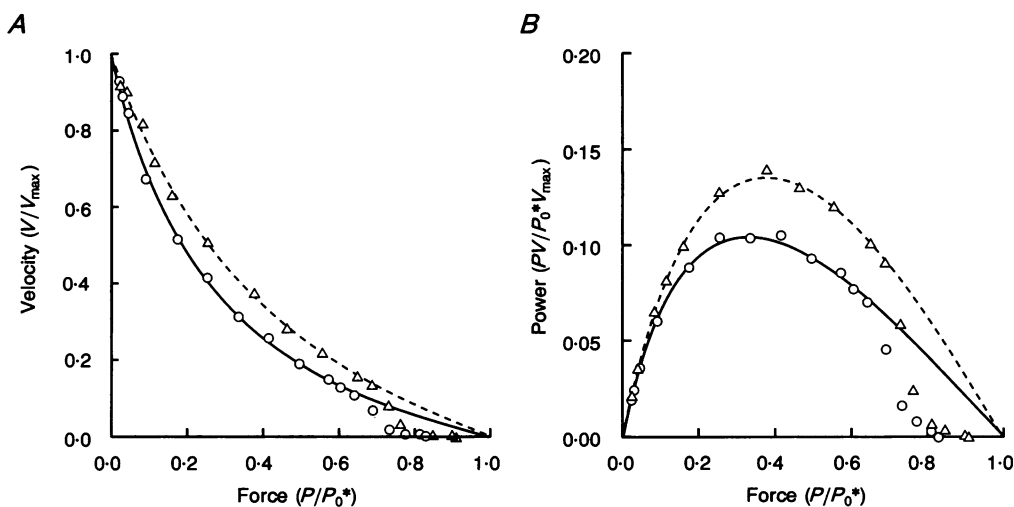 A
1·0
0·8
0·6
0·4
0·2
0·0
Velocity (V/Vmax)
0·0 0·2 0·4 0·6 0·8 1·0
Force (P/P0*)
B
0·20
0·15
0·10
0·05
0·00
Power (PV/P0*Vmax)
0·0 0·2 0·4 0·6 0·8 1·0
Force (P/P0*)